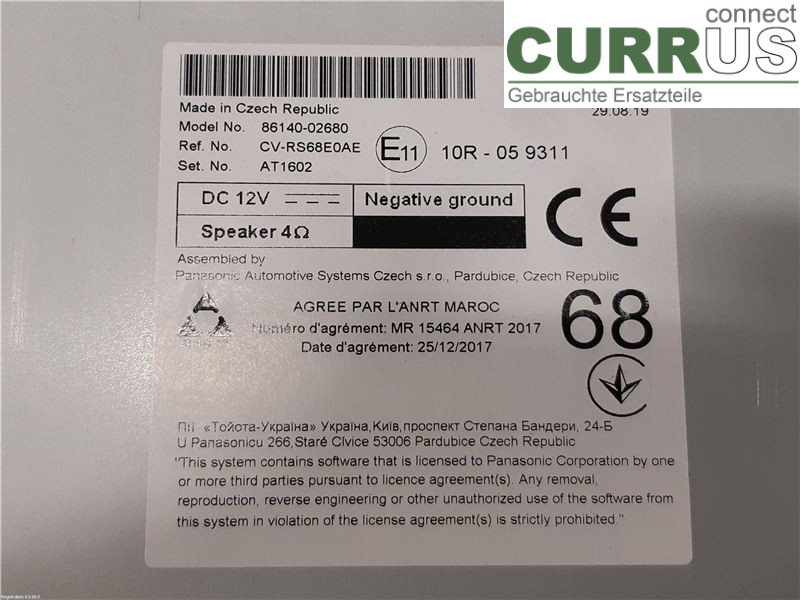 connect
CURRUS
Gebrauchte Ersatzteile
29.08.19
Made in Czech Republic
Model No. 86140-02680
Ref. No. CV-RS68E0AE
Set. No. AT1602
E11 10R - 05 9311
DC 12V Negative ground
Speaker 4Ω
CE
Assembled by
Panasonic Automotive Systems Czech s.r.o., Pardubice, Czech Republic
AGREE PAR L'ANRT MAROC
Numéro d'agrément: MR 15464 ANRT 2017
Date d'agrément: 25/12/2017
68
ПІІ «Тойота-Україна» Україна,Київ,проспект Степана Бандери, 24-Б
U Panasonicu 266,Staré Čívice 53006 Pardubice Czech Republic
"This system contains software that is licensed to Panasonic Corporation by one
or more third parties pursuant to licence agreement(s). Any removal,
reproduction, reverse engineering or other unauthorized use of the software from
this system in violation of the license agreement(s) is strictly prohibited."